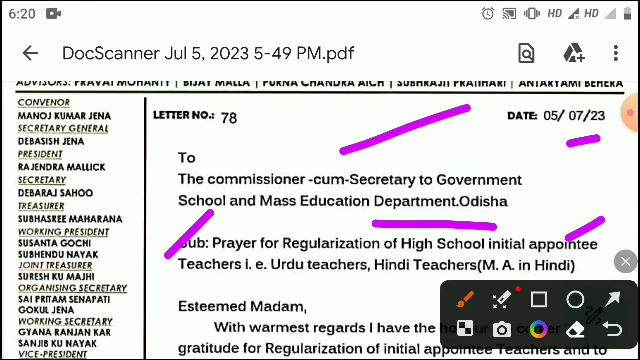 6:20
HD HD
DocScanner Jul 5, 2023 5-49 PM.pdf
ADVISORS: PRAVAT MOHANTY | BIJAY MALLA | PURNA CHANDRA AICH | SUBHRAJI PRATIHARI | ANTARYAMI BEHERA
CONVENOR
MANOJ KUMAR JENA
SECRETARY GENERAL
DEBASISH JENA
PRESIDENT
RAJENDRA MALLICK
SECRETARY
DEBARAJ SAHOO
TREASURER
SUBHASREE MAHARANA
WORKING PRESIDENT
SUSANTA GOCHI
SUBHENDU NAYAK
JOINT TREASURER
SURESH KU MAJHI
ORGANISING SECRETARY
SAI PRITAM SENAPATI
GOKUL JENA
WORKING SECRETARY
GYANA RANJAN KAR
SANJIB KU NAYAK
VICE-PRESIDENT
LETTER NO.: 78
DATE: 05/ 07/23
To
The commissioner -cum-Secretary to Government
School and Mass Education Department.Odisha
Sub: Prayer for Regularization of High School initial appointee
Teachers i. e. Urdu teachers, Hindi Teachers(M. A. in Hindi)
Esteemed Madam,
With warmest regards I have the
gratitude for Regularization of initial appointee Teachers and to